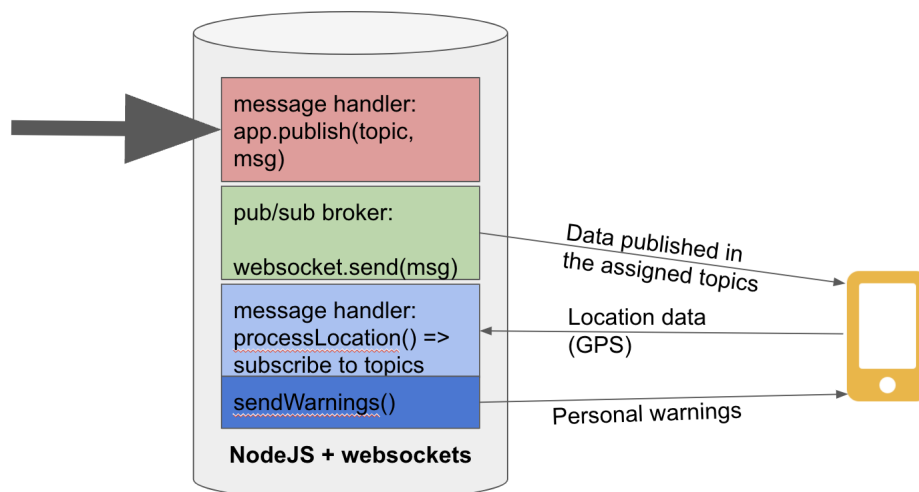 message handler:
app.publish(topic,
msg)
pub/sub broker:
websocket.send(msg)
message handler:
processLocation() =>
subscribe to topics
sendWarnings()
NodeJS + websockets
Data published in
the assigned topics
Location data
(GPS)
Personal warnings